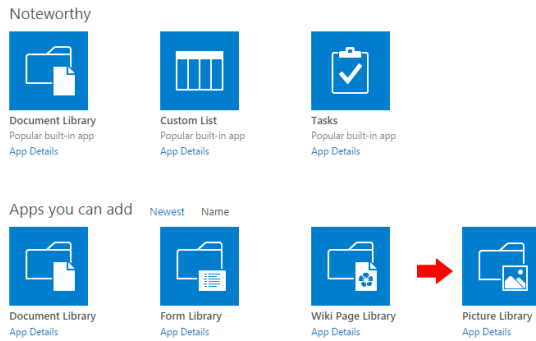 Noteworthy
Document Library Custom List Tasks
Popular built-in app Popular built-in app Popular built-in app
App Details App Details App Details
Apps you can add Newest Name
Document Library Form Library Wiki Page Library Picture Library
App Details App Details App Details App Details